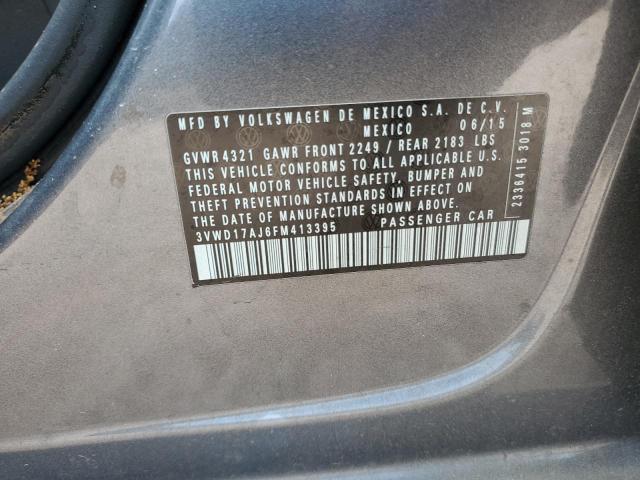 MFD BY VOLKSWAGEN DE MEXICO S.A. DE C.V.
MEXICO 06/15
GVWR 4321 GAWR FRONT 2249 / REAR 2183 LBS
THIS VEHICLE CONFORMS TO ALL APPLICABLE U.S.
FEDERAL MOTOR VEHICLE SAFETY, BUMPER AND
THEFT PREVENTION STANDARDS IN EFFECT ON
THE DATE OF MANUFACTURE SHOWN ABOVE.
3VWD17AJ6FM413395 PASSENGER CAR
2336415 3018 M